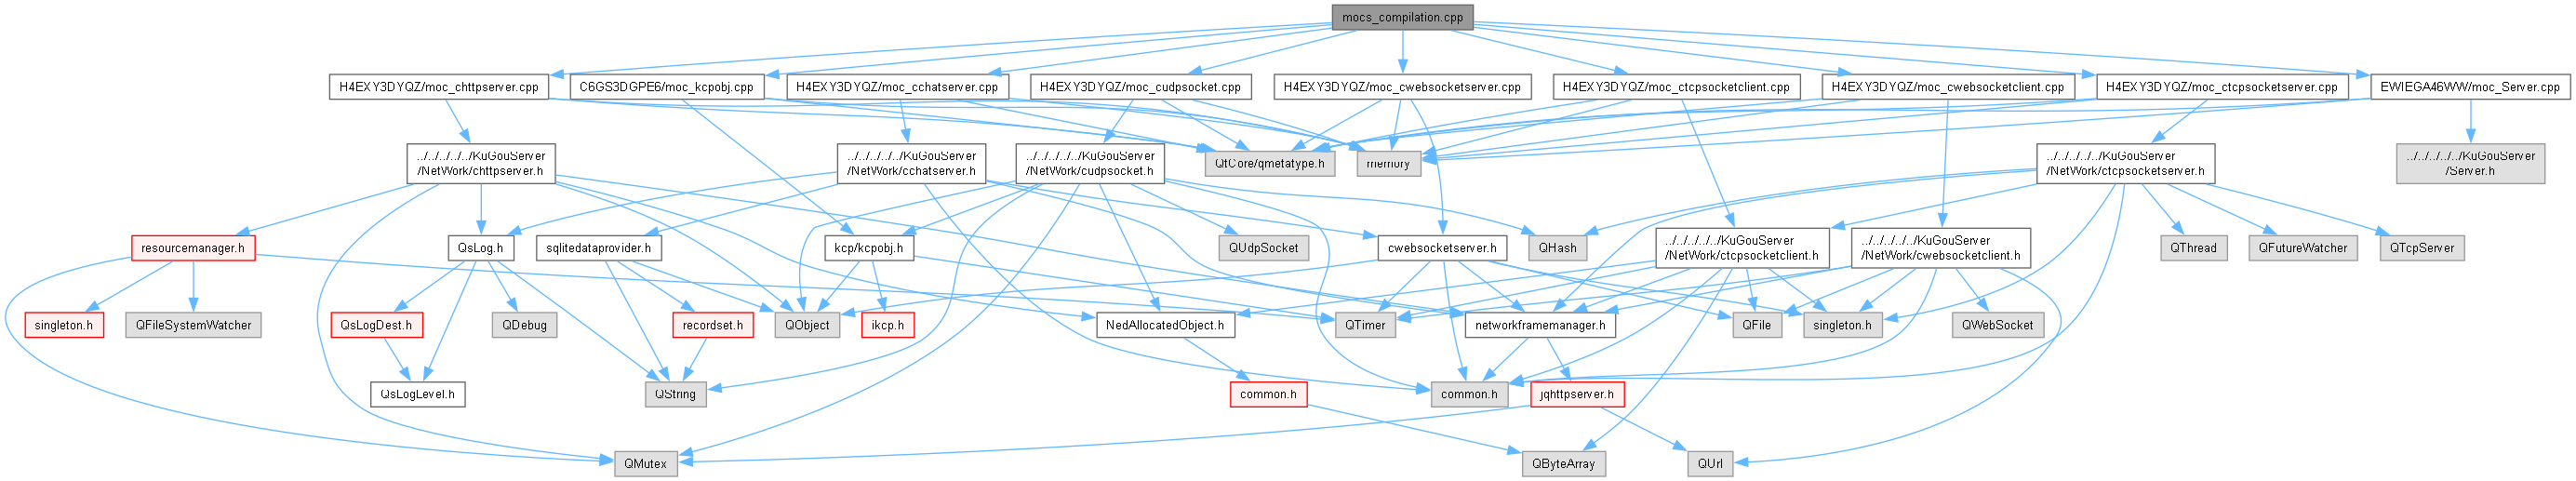 mocs_compilation.cpp
H4EXY3DYQZ/moc_chttpserver.cpp
C6GS3DGPE6/moc_kcpobj.cpp
H4EXY3DYQZ/moc_cchatserver.cpp
H4EXY3DYQZ/moc_cudpsocket.cpp
H4EXY3DYQZ/moc_cwebsocketserver.cpp
H4EXY3DYQZ/moc_ctcpsocketclient.cpp
H4EXY3DYQZ/moc_cwebsocketclient.cpp
H4EXY3DYQZ/moc_ctcpsocketserver.cpp
EWIEGA46WW/moc_Server.cpp
../../../../../KuGouServer
/NetWork/chttpserver.h
../../../../../KuGouServer
/NetWork/cchatserver.h
../../../../../KuGouServer
/NetWork/cudpsocket.h
QtCore/qmetatype.h
memory
../../../../../KuGouServer
/NetWork/ctcpsocketserver.h
../../../../../KuGouServer
/Server.h
resourcemanager.h
QsLog.h
sqlitedataprovider.h
kcp/kcpobj.h
QUdpSocket
cwebsocketserver.h
QHash
../../../../../KuGouServer
/NetWork/ctcpsocketclient.h
../../../../../KuGouServer
/NetWork/cwebsocketclient.h
QThread
QFutureWatcher
QTcpServer
singleton.h
QFileSystemWatcher
QsLogDest.h
QDebug
recordset.h
QObject
ikcp.h
NedAllocatedObject.h
QTimer
networkframemanager.h
QFile
singleton.h
QWebSocket
QsLogLevel.h
QString
common.h
common.h
jqhttpserver.h
QMutex
QByteArray
QUrl